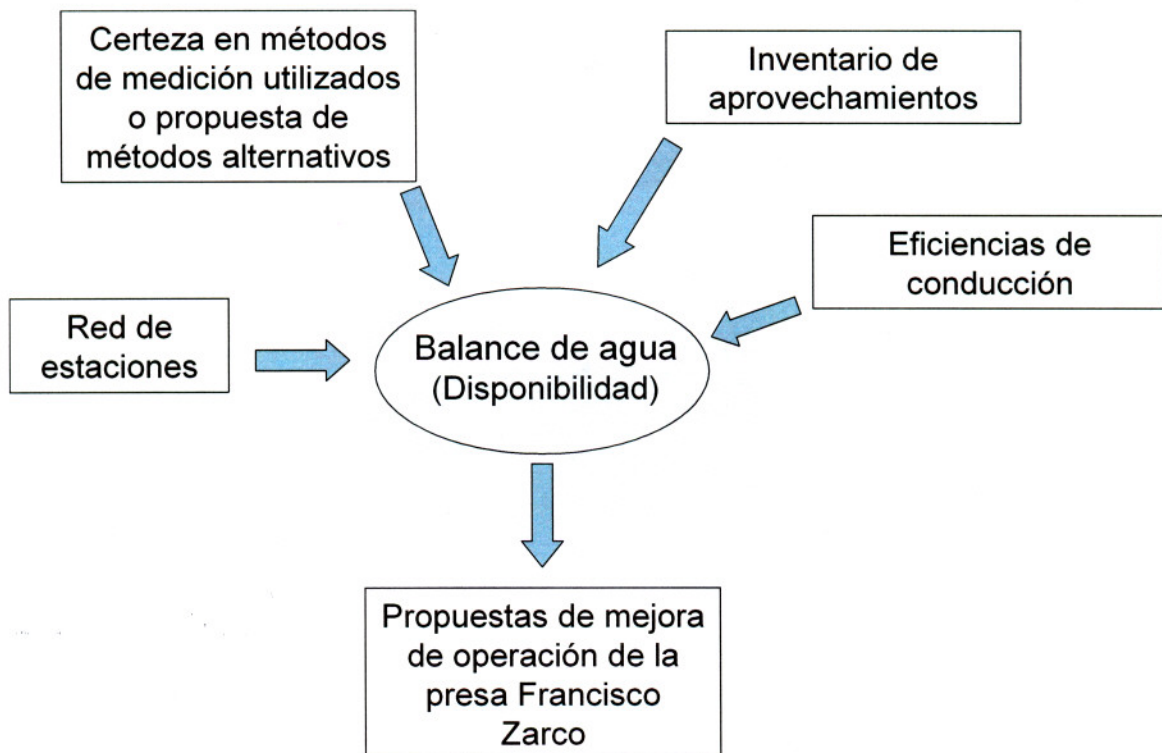 Certeza en métodos
de medición utilizados
o propuesta de
métodos alternativos
Inventario de
aprovechamientos
Eficiencias de
conducción
Red de
estaciones
Balance de agua
(Disponibilidad)
Propuestas de mejora
de operación de la
presa Francisco
Zarco